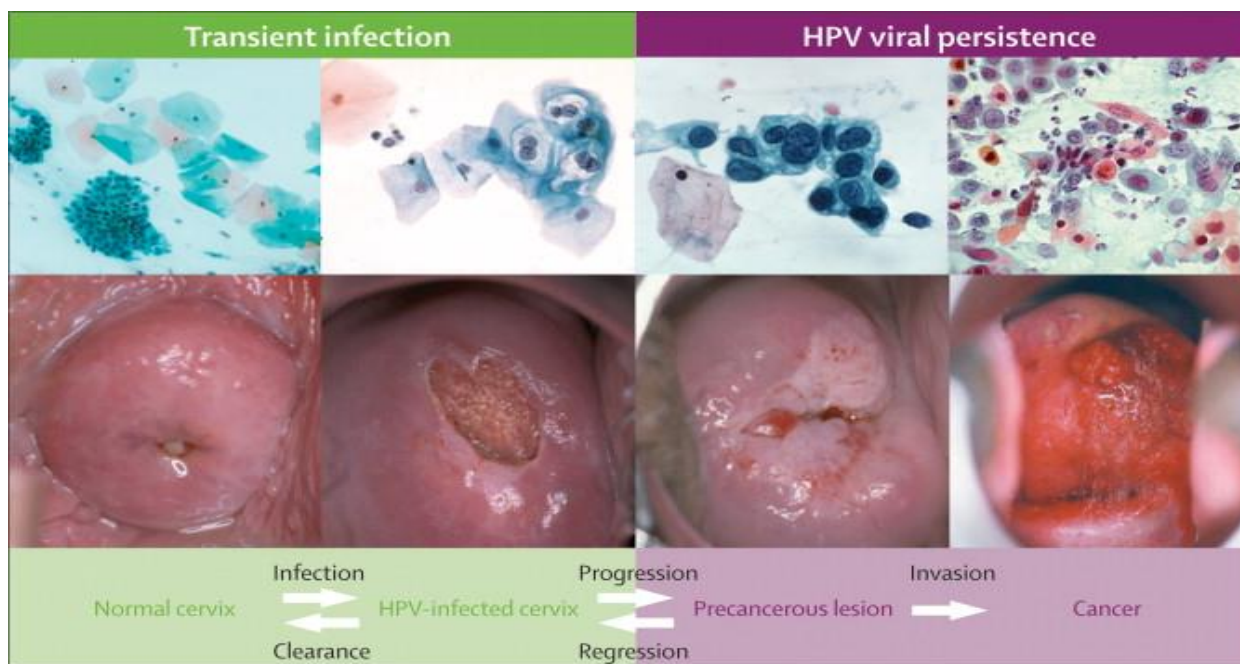 Transient infection
HPV viral persistence
Infection
Progression
Invasion
Normal cervix
HPV-infected cervix
Precancerous lesion
Cancer
Clearance
Regression